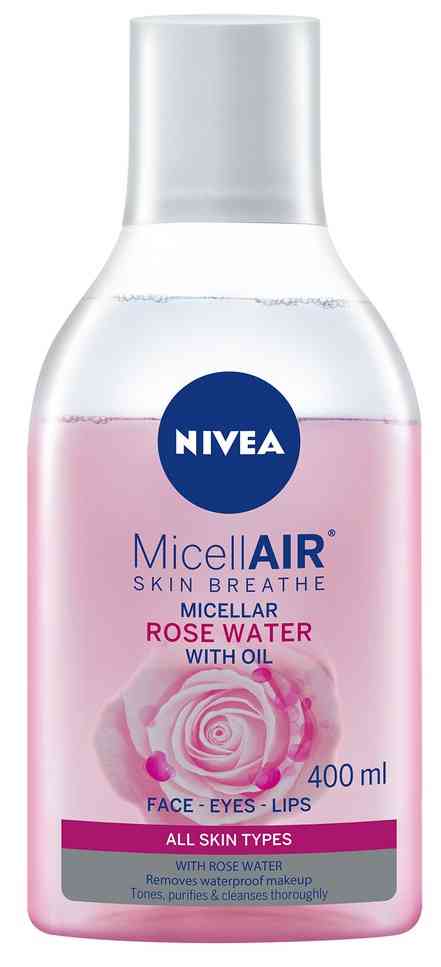 NIVEA
MicellAIR®
SKIN BREATHE
MICELLAR
ROSE WATER
WITH OIL
400 ml
FACE - EYES - LIPS
ALL SKIN TYPES
WITH ROSE WATER
Removes waterproof makeup
Tones, purifies & cleanses thoroughly